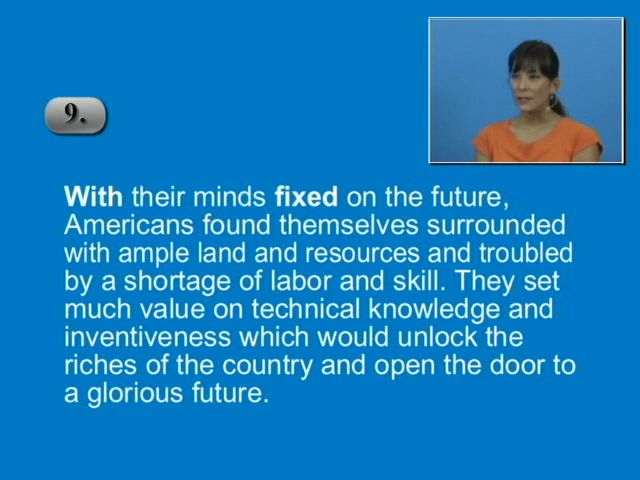 9.
With their minds fixed on the future,
Americans found themselves surrounded
with ample land and resources and troubled
by a shortage of labor and skill. They set
much value on technical knowledge and
inventiveness which would unlock the
riches of the country and open the door to
a glorious future.